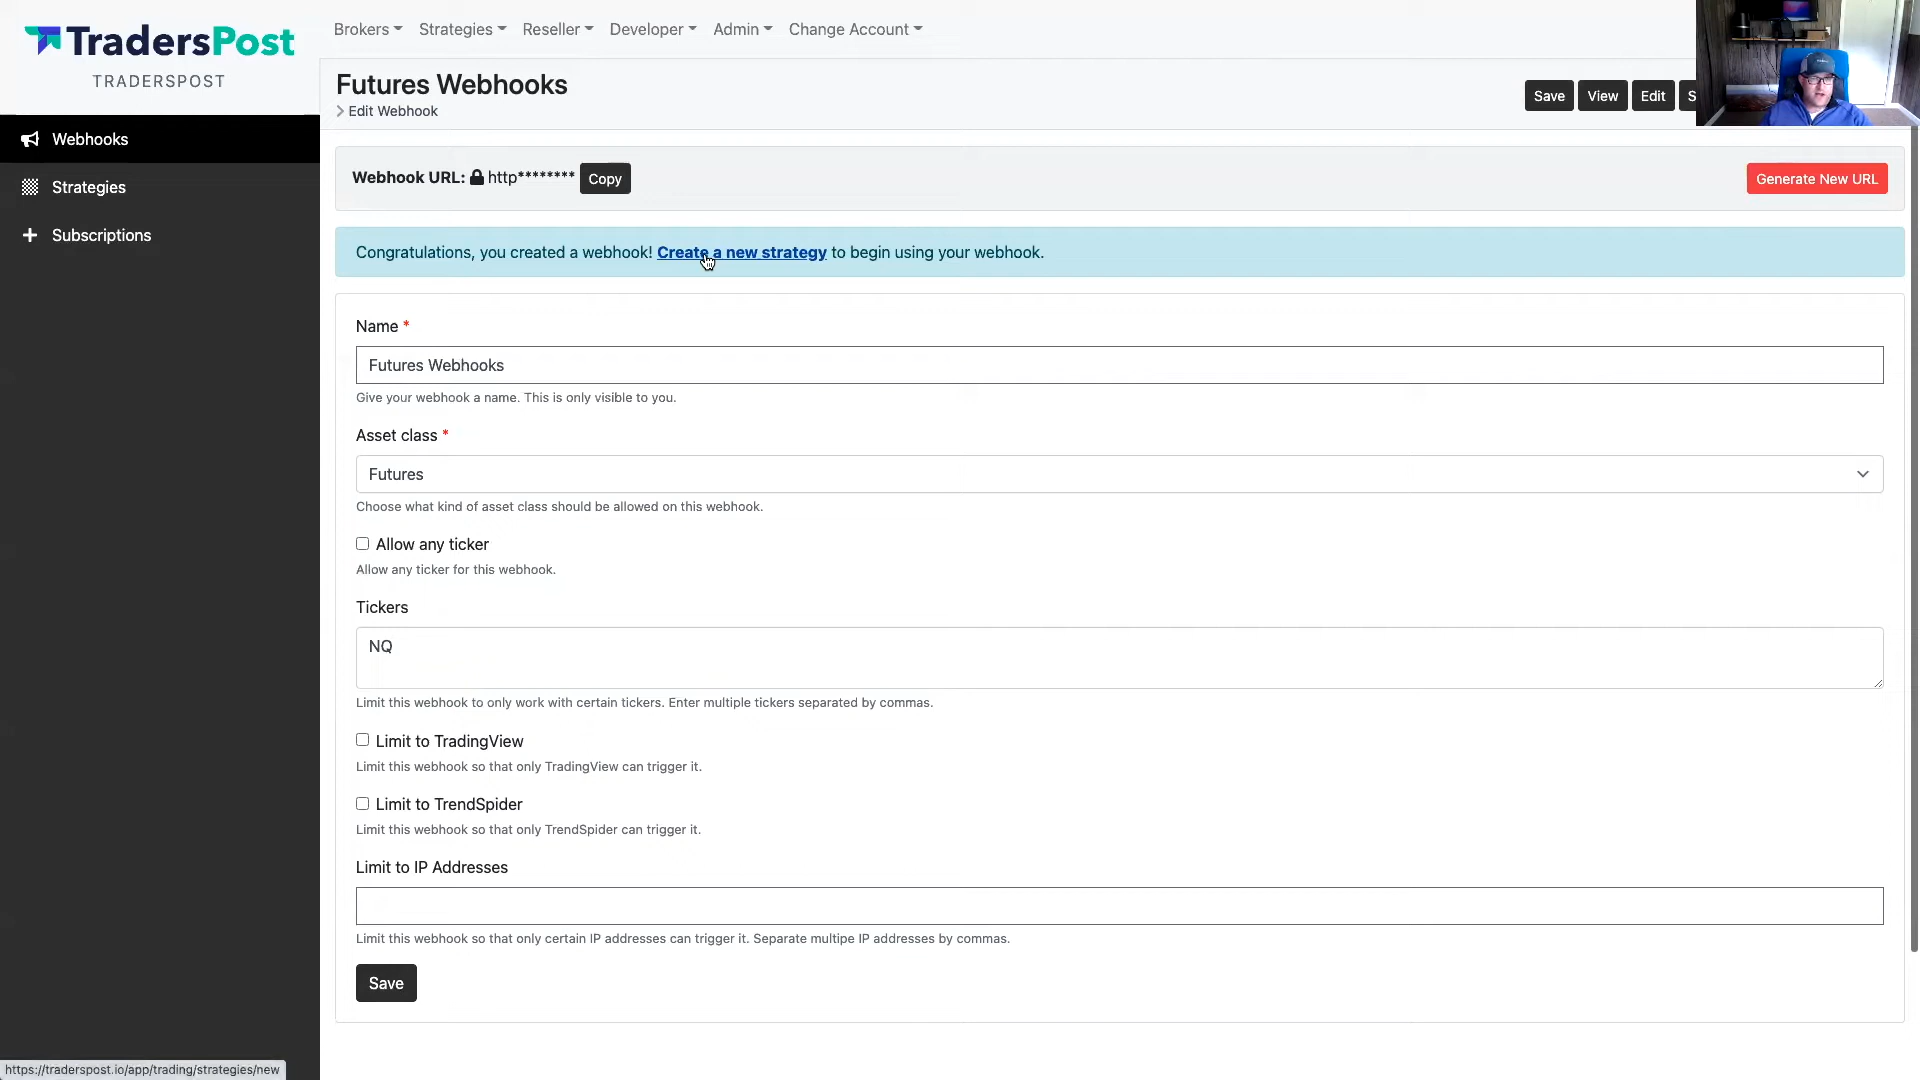 TradersPost
TRADERSPOST
Brokers Strategies Reseller Developer Admin Change Account
Futures Webhooks
Edit Webhook
Save View Edit S
Webhooks
Strategies
Subscriptions
Webhook URL: http******** Copy
Generate New URL
Congratulations, you created a webhook! Create a new strategy to begin using your webhook.
Name *
Futures Webhooks
Give your webhook a name. This is only visible to you.
Asset class *
Futures
Choose what kind of asset class should be allowed on this webhook.
Allow any ticker
Allow any ticker for this webhook.
Tickers
NQ
Limit this webhook to only work with certain tickers. Enter multiple tickers separated by commas.
Limit to TradingView
Limit this webhook so that only TradingView can trigger it.
Limit to TrendSpider
Limit this webhook so that only TrendSpider can trigger it.
Limit to IP Addresses
Limit this webhook so that only certain IP addresses can trigger it. Separate multipe IP addresses by commas.
Save
https://traderspost.io/app/trading/strategies/new